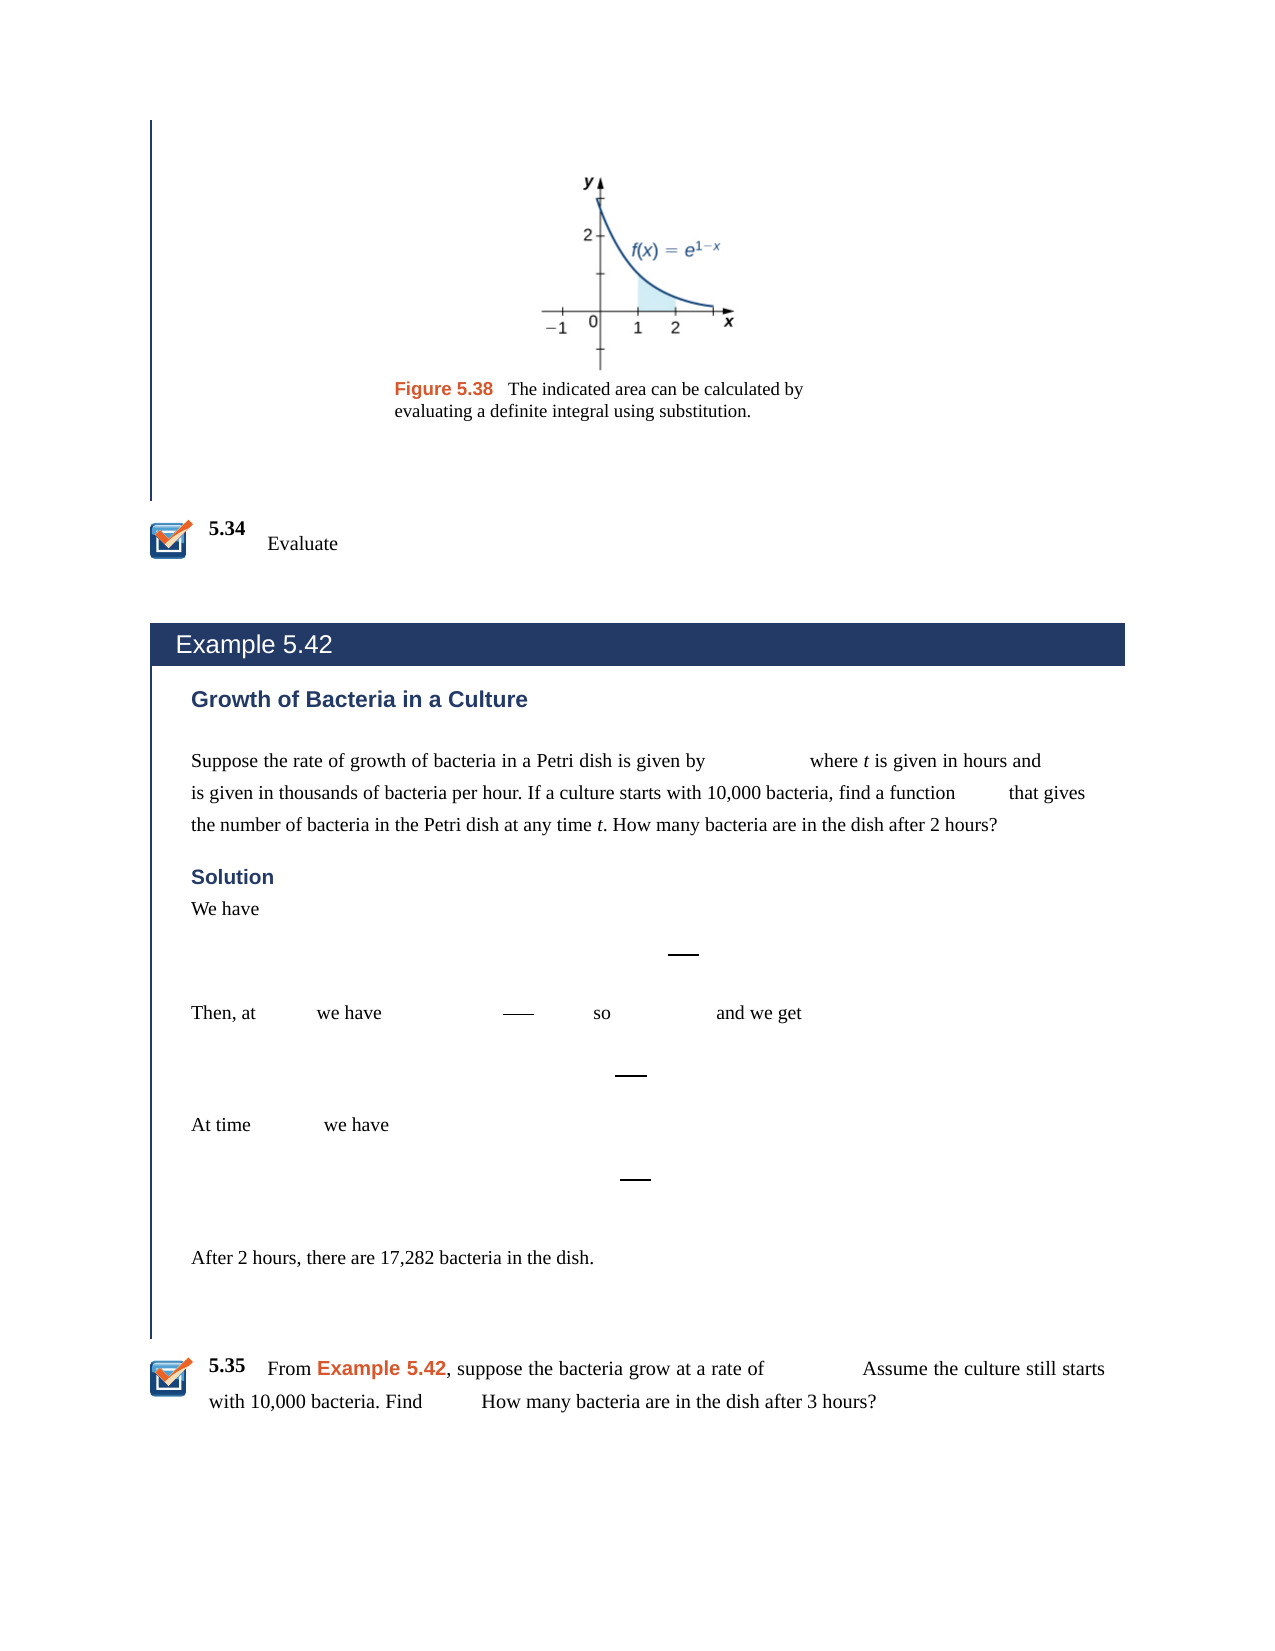 y
2
f(x) = e^{1−x}
−1 0 1 2 x
Figure 5.38 The indicated area can be calculated by
evaluating a definite integral using substitution.
5.34 Evaluate
Example 5.42
Growth of Bacteria in a Culture
Suppose the rate of growth of bacteria in a Petri dish is given by where t is given in hours and
is given in thousands of bacteria per hour. If a culture starts with 10,000 bacteria, find a function that gives
the number of bacteria in the Petri dish at any time t. How many bacteria are in the dish after 2 hours?
Solution
We have
Then, at we have so and we get
At time we have
After 2 hours, there are 17,282 bacteria in the dish.
5.35 From Example 5.42, suppose the bacteria grow at a rate of Assume the culture still starts
with 10,000 bacteria. Find How many bacteria are in the dish after 3 hours?